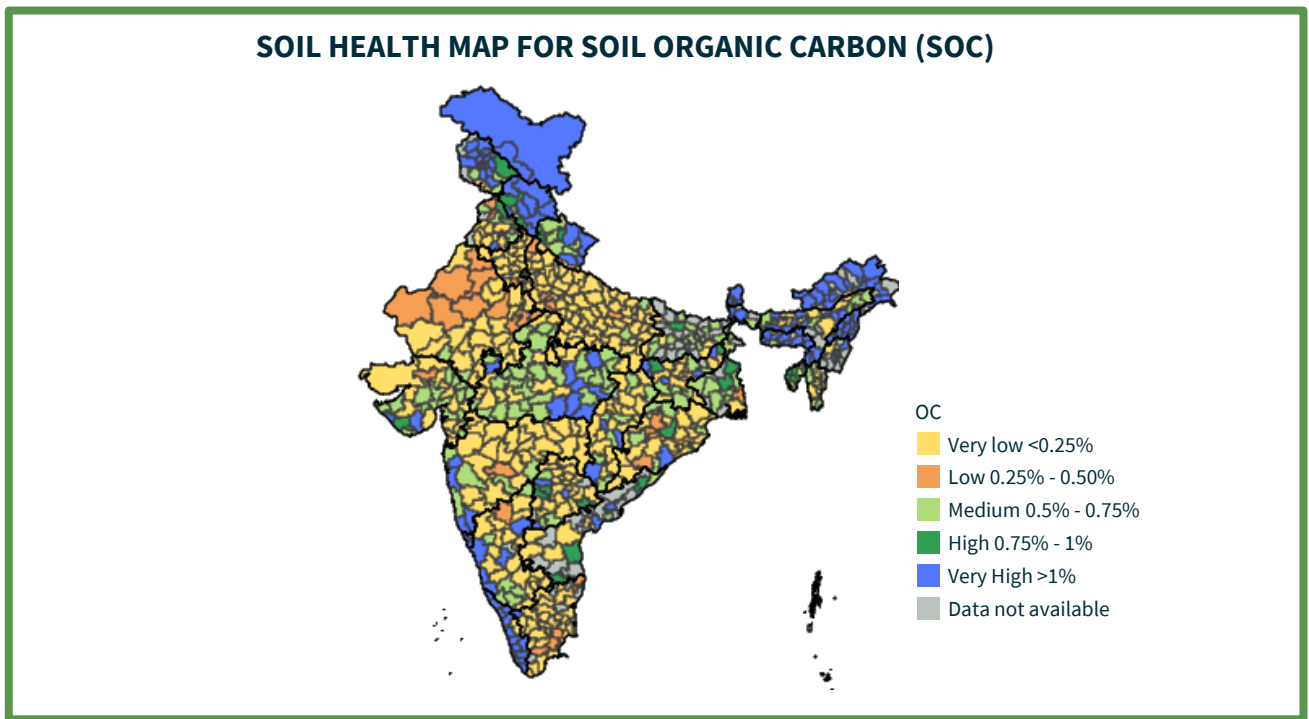 SOIL HEALTH MAP FOR SOIL ORGANIC CARBON (SOC)
OC
Very low <0.25%
Low 0.25% - 0.50%
Medium 0.5% - 0.75%
High 0.75% - 1%
Very High >1%
Data not available